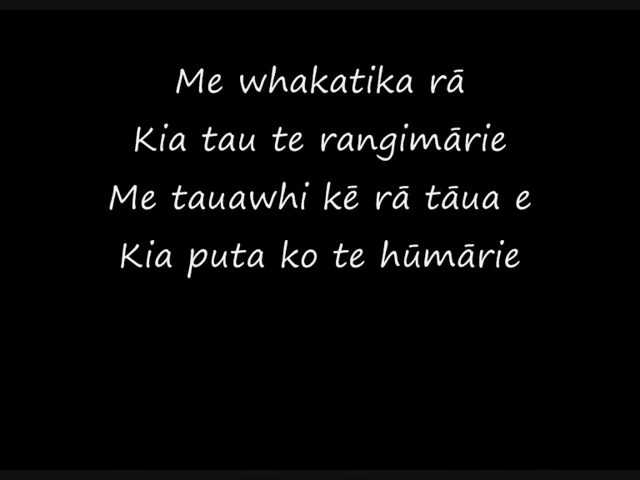 Me whakatika rā
Kia tau te rangimārie
Me tauawhi kē rā tāua e
Kia puta ko te hūmārie